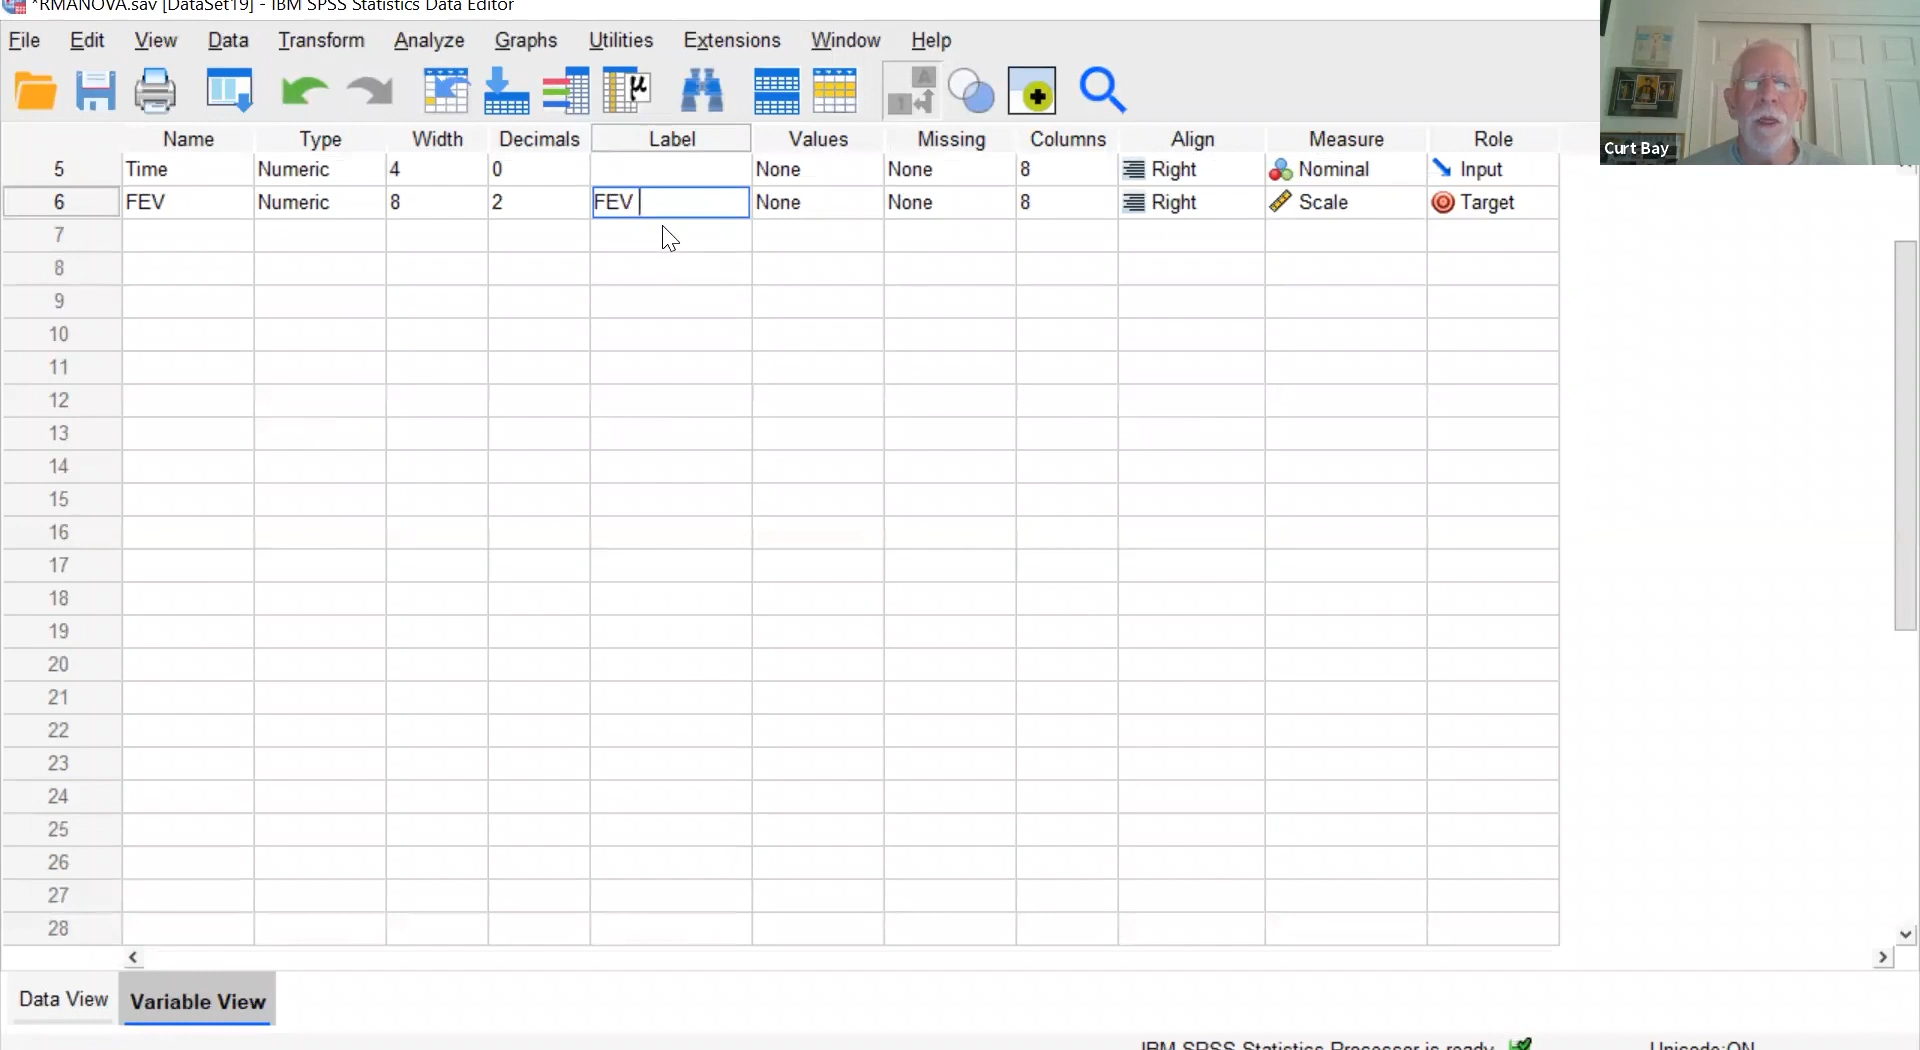 *RMANOVA.sav [DataSet19] - IBM SPSS Statistics Data Editor
File Edit View Data Transform Analyze Graphs Utilities Extensions Window Help
Curt Bay
Name Type Width Decimals Label Values Missing Columns Align Measure Role
5 Time Numeric 4 0 None None 8 Right Nominal Input
6 FEV Numeric 8 2 FEV None None 8 Right Scale Target
7
8
9
10
11
12
13
14
15
16
17
18
19
20
21
22
23
24
25
26
27
28
Data View Variable View
IBM SPSS Statistics Processor is ready Unicode:ON